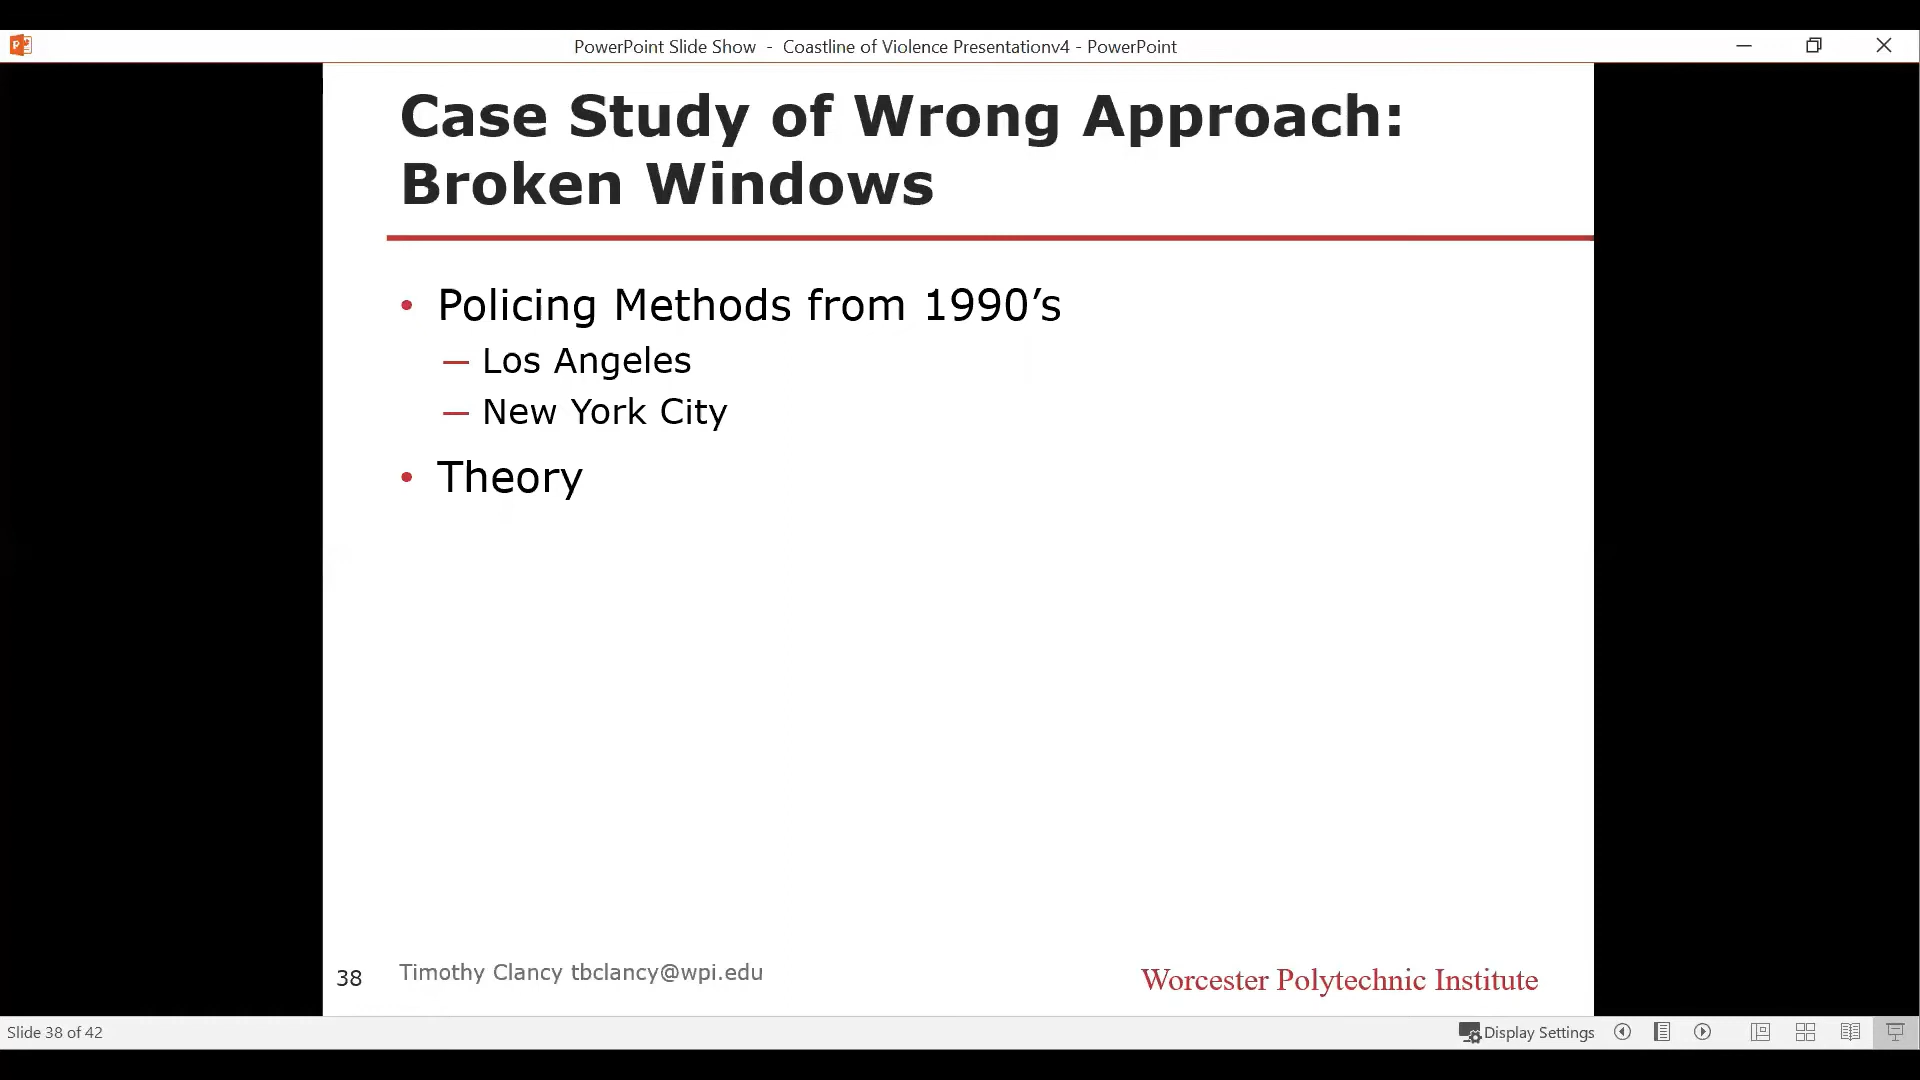 PowerPoint Slide Show - Coastline of Violence Presentationv4 - PowerPoint
Case Study of Wrong Approach:
Broken Windows
• Policing Methods from 1990’s
— Los Angeles
— New York City
• Theory
38
Timothy Clancy tbclancy@wpi.edu
Worcester Polytechnic Institute
Slide 38 of 42
Display Settings